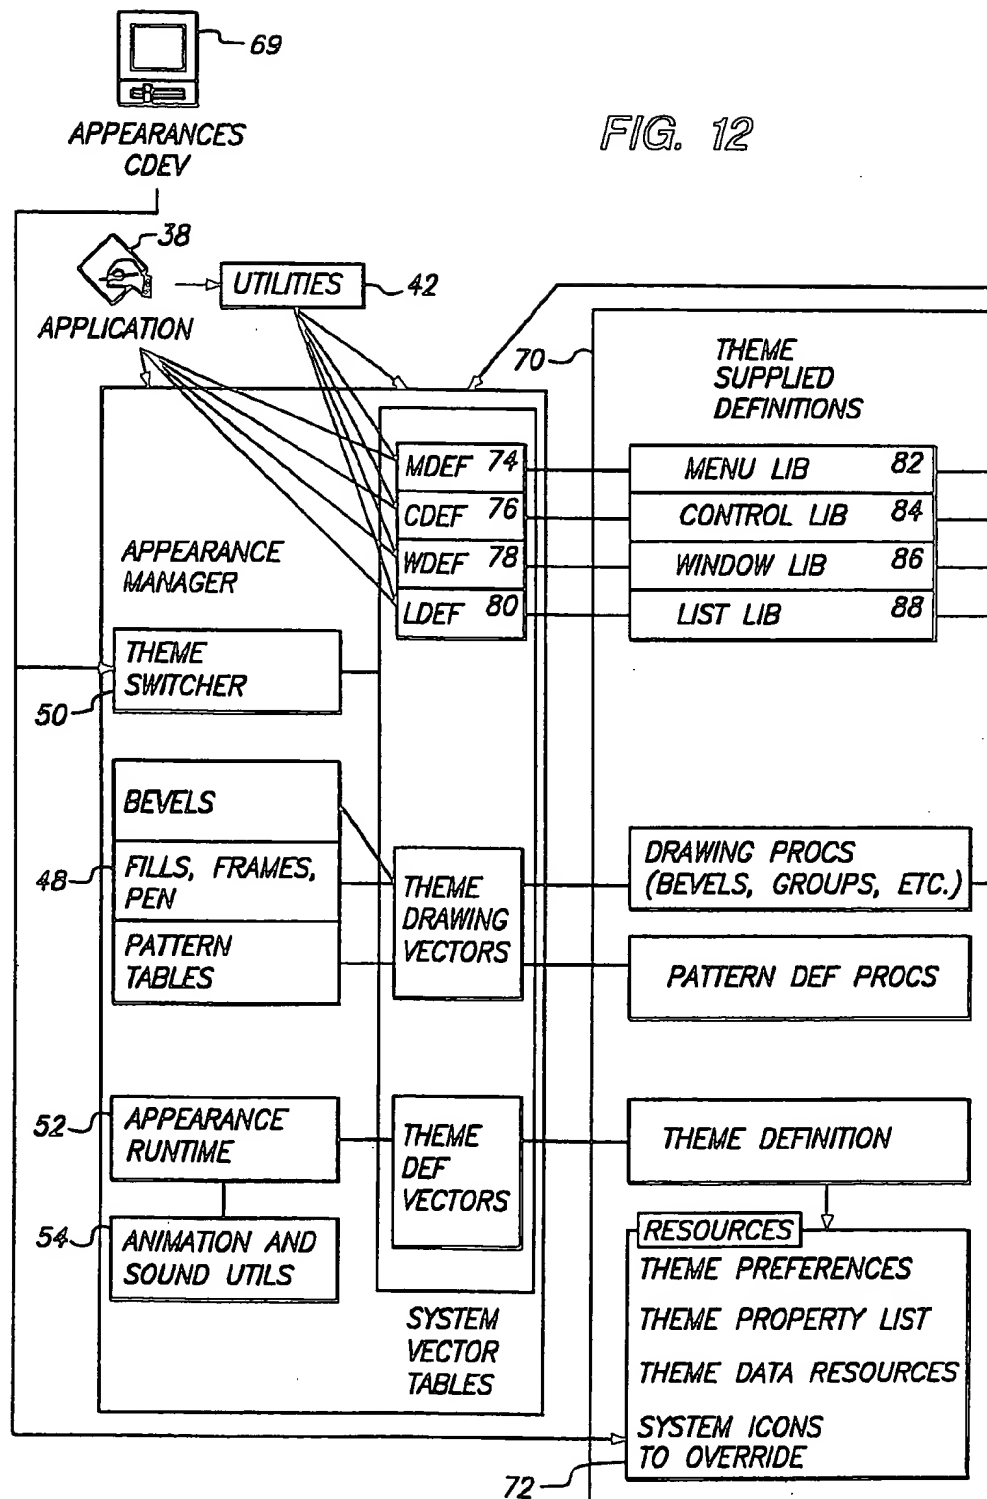 69
APPEARANCES
CDEV
FIG. 12
38
APPLICATION
UTILITIES
42
70
THEME
SUPPLIED
DEFINITIONS
MDEF 74
CDEF 76
WDEF 78
LDEF 80
MENU LIB 82
CONTROL LIB 84
WINDOW LIB 86
LIST LIB 88
APPEARANCE
MANAGER
THEME
SWITCHER
50
BEVELS
FILLS, FRAMES,
PEN
48
PATTERN
TABLES
THEME
DRAWING
VECTORS
DRAWING PROCS
(BEVELS, GROUPS, ETC.)
PATTERN DEF PROCS
52
APPEARANCE
RUNTIME
54
ANIMATION AND
SOUND UTILS
THEME
DEF
VECTORS
THEME DEFINITION
SYSTEM
VECTOR
TABLES
RESOURCES
THEME PREFERENCES
THEME PROPERTY LIST
THEME DATA RESOURCES
SYSTEM ICONS
TO OVERRIDE
72